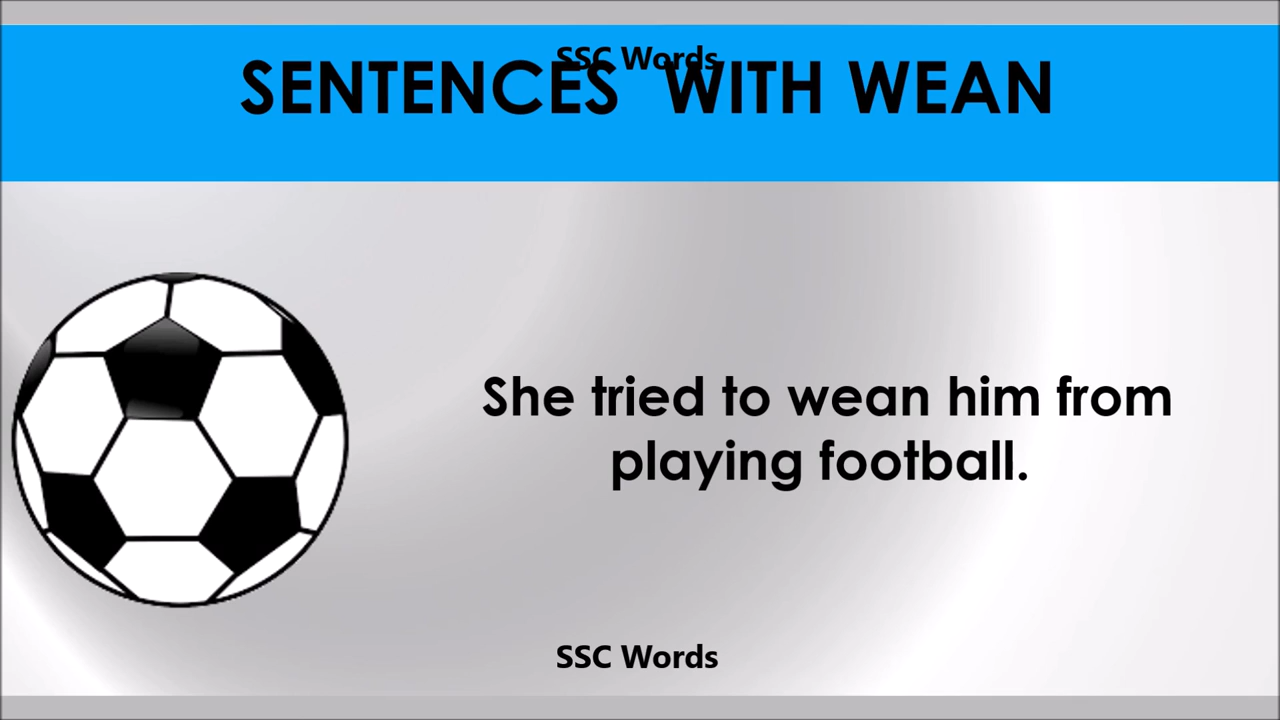 SSC Words
SENTENCES WITH WEAN
She tried to wean him from
playing football.
SSC Words